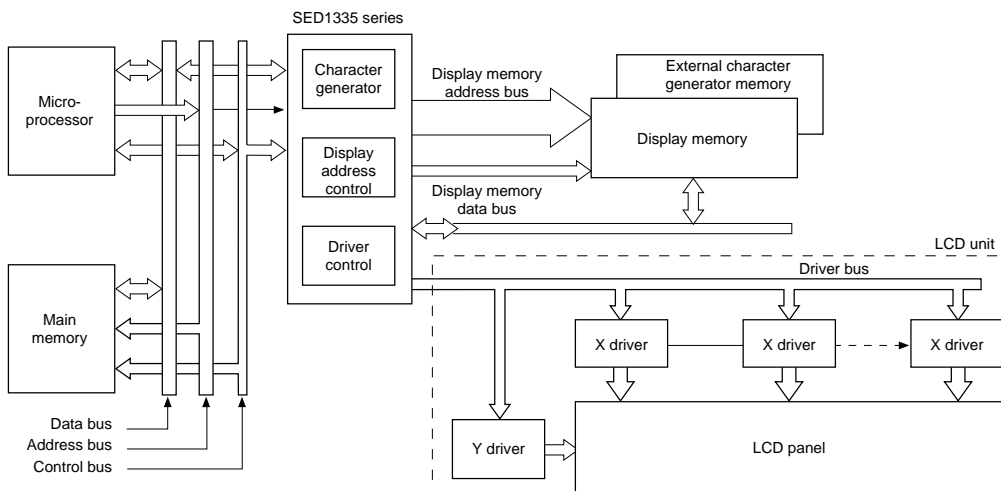 SED1335 series
Micro-
processor
Character
generator
Display memory
address bus
External character
generator memory
Display memory
Display
address
control
Display memory
data bus
Driver
control
LCD unit
Driver bus
Main
memory
X driver
X driver
X driver
Data bus
Address bus
Control bus
Y driver
LCD panel